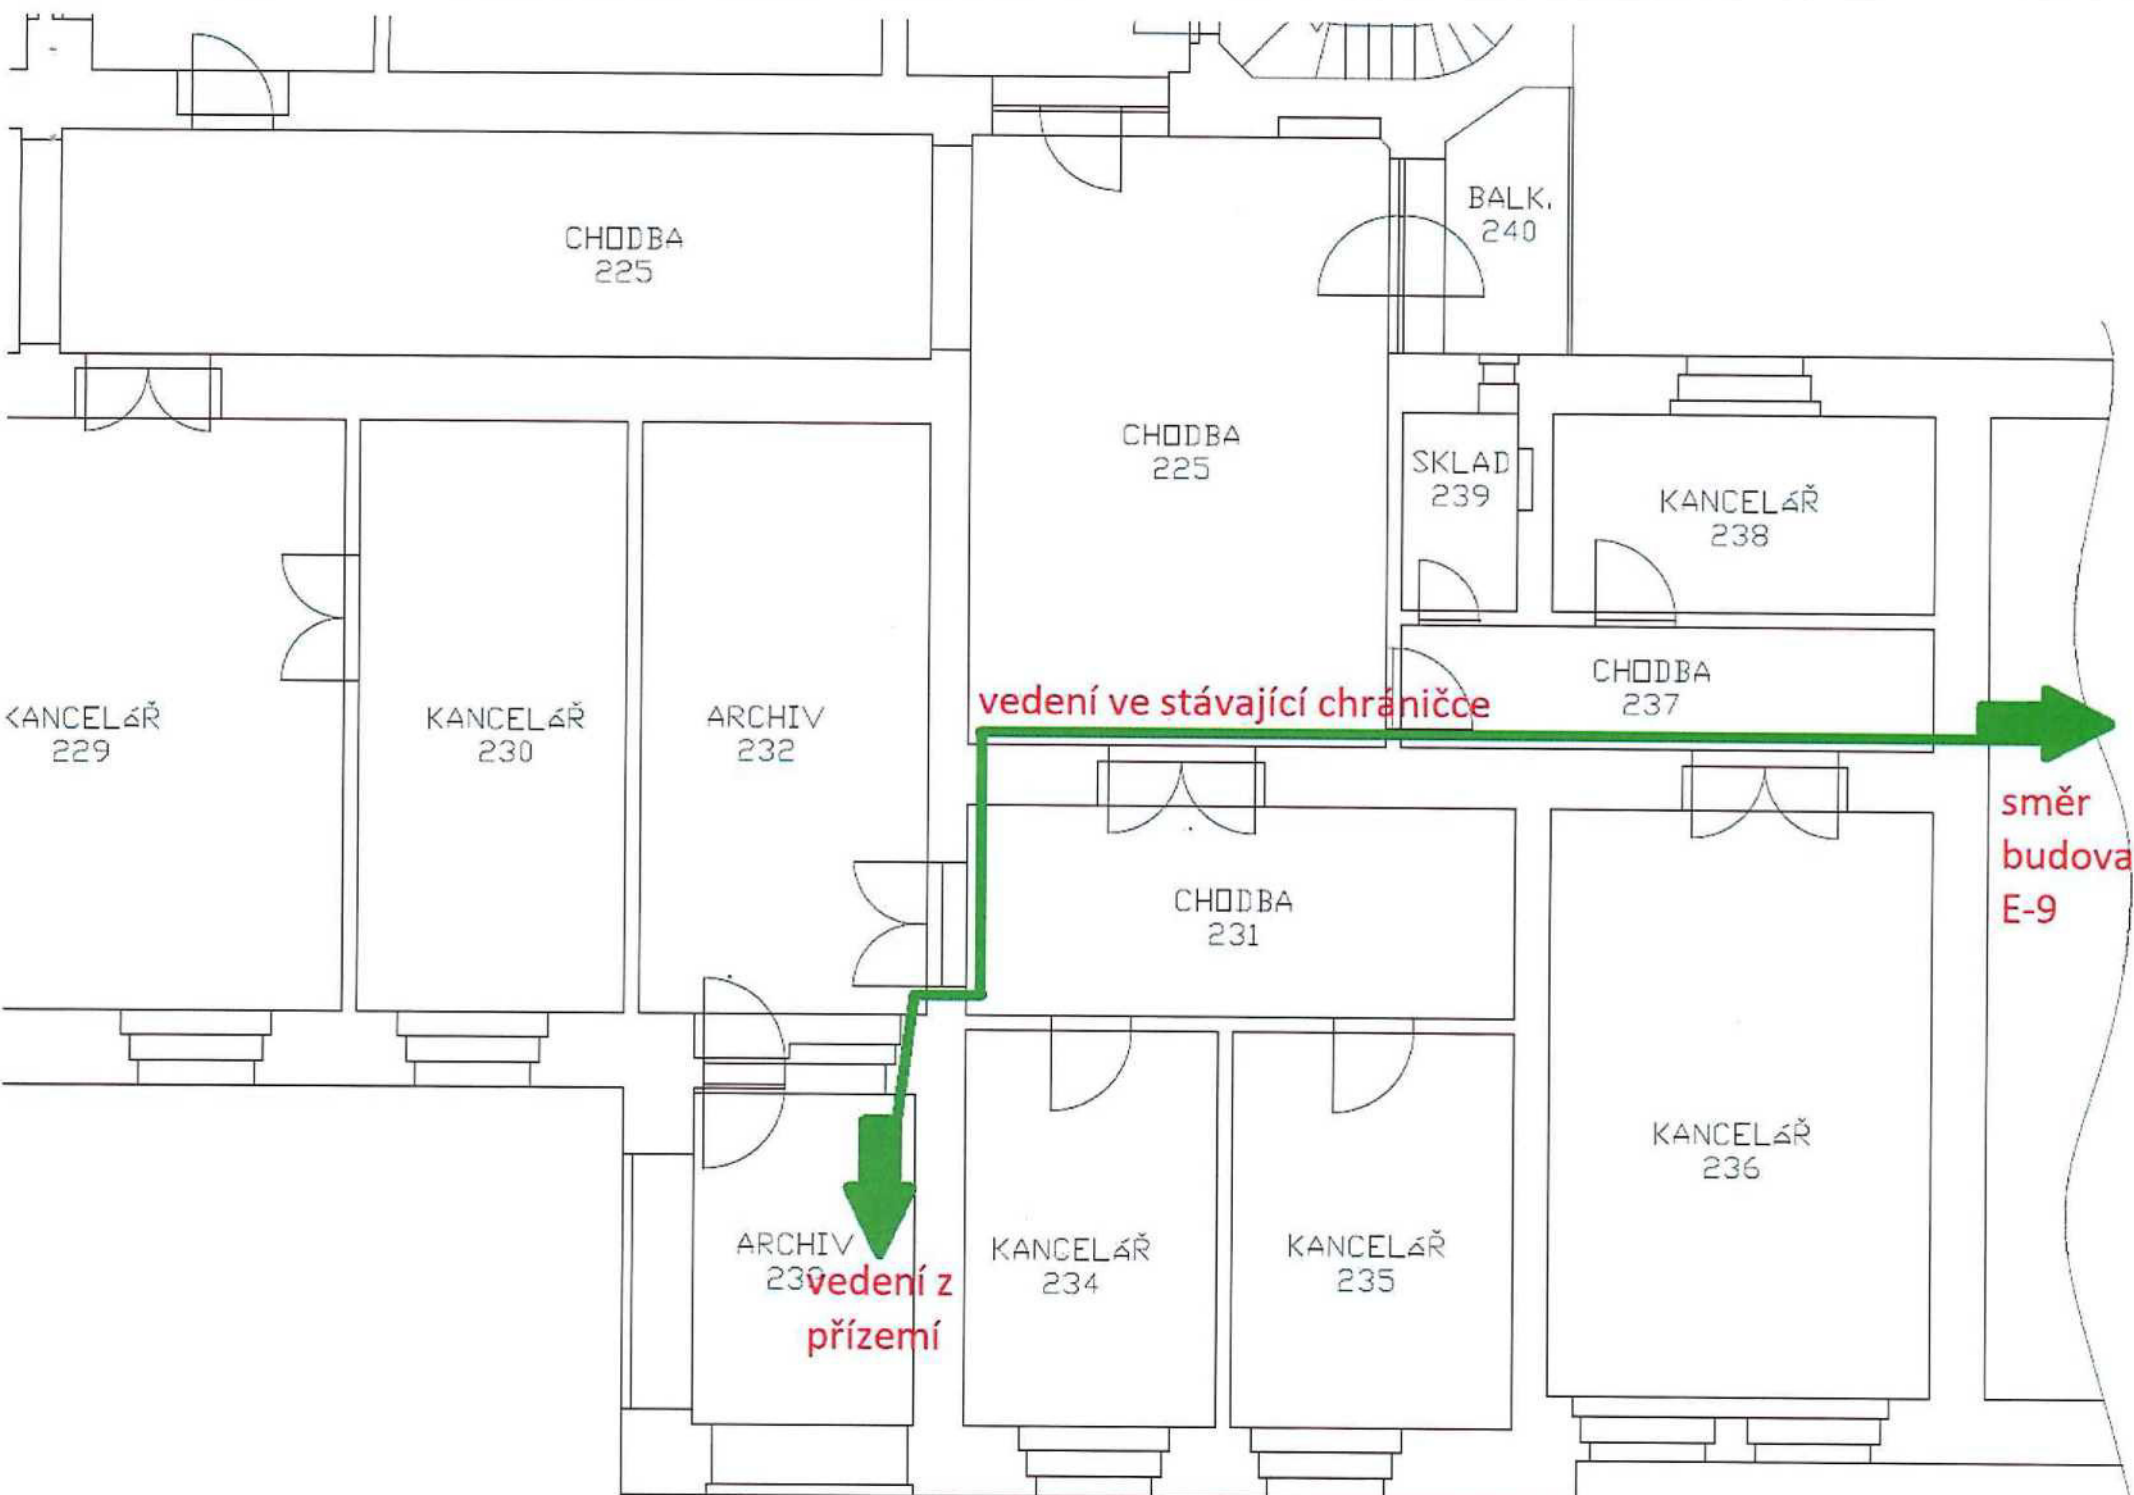 CHODBA
225
BALK.
240
CHODBA
225
SKLAD
239
KANCELáŘ
238
CHODBA
237
KANCELáŘ
229
KANCELáŘ
230
ARCHIV
232
vedení ve stávající chráničce
směr
budova
E-9
CHODBA
231
KANCELáŘ
236
ARCHIV
KANCELáŘ
234
KANCELáŘ
235
vedení z
přízemí